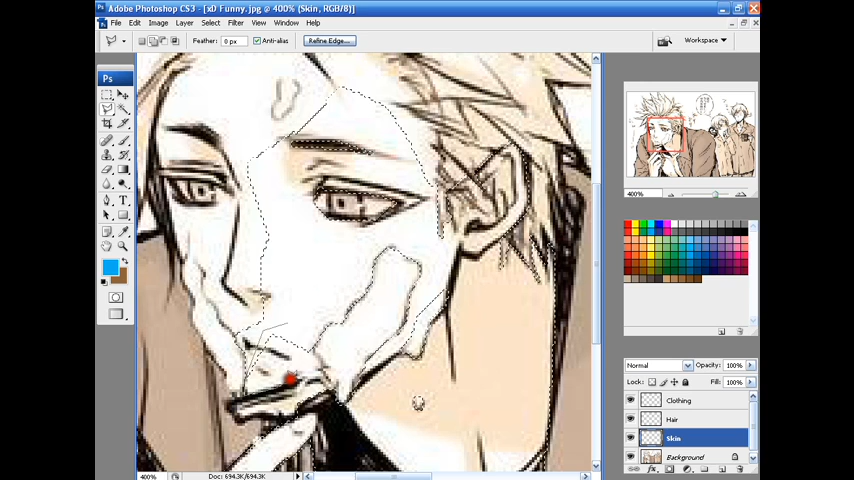 Adobe Photoshop CS3 - [xD Funny.jpg @ 400% (Skin, RGB/8)]
File Edit Image Layer Select Filter View Window Help
Feather: 0 px Anti-alias Refine Edge... Workspace
Ps
400%
Normal Opacity: 100%
Lock: Fill: 100%
Clothing
Hair
Skin
Background
400% Doc: 694.3K/694.3K